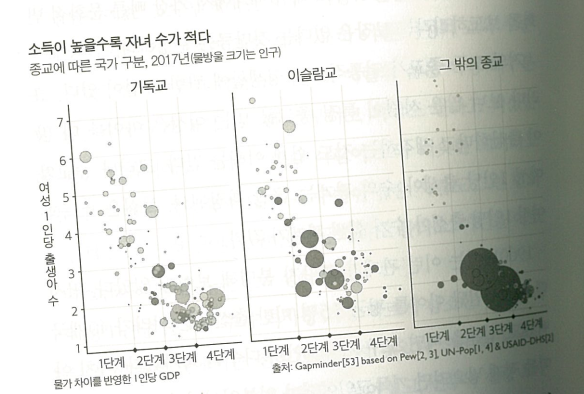 소득이 높을수록 자녀 수가 적다
종교에 따른 국가 구분, 2017년(물방울 크기는 인구)
기독교
이슬람교
그 밖의 종교
여성 1인당 출생아 수
7
6
5
4
3
2
1
1단계 2단계 3단계 4단계
1단계 2단계 3단계 4단계
1단계 2단계 3단계 4단계
물가 차이를 반영한 1인당 GDP
출처: Gapminder[53] based on Pew[2, 3], UN-Pop[1, 4] & USAID-DHS[2]